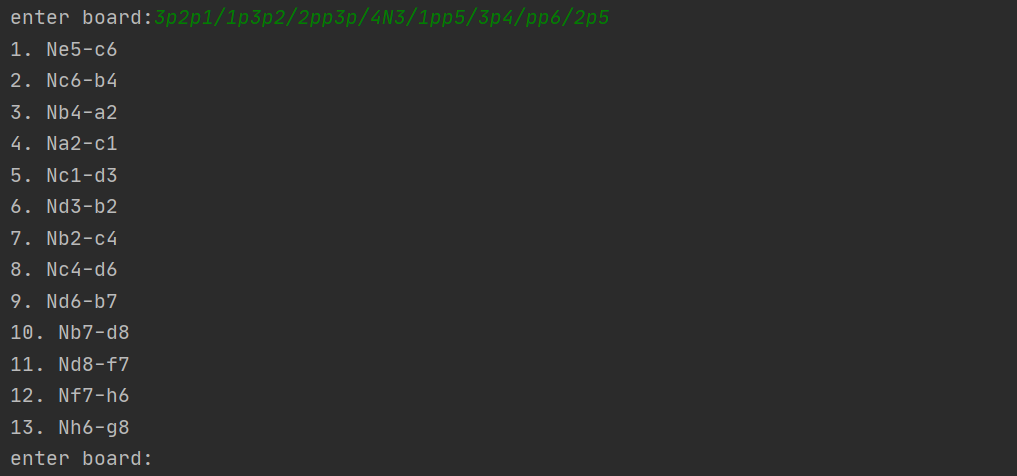 enter board:3p2p1/1p3p2/2pp3p/4N3/1pp5/3p4/pp6/2p5
1. Ne5-c6
2. Nc6-b4
3. Nb4-a2
4. Na2-c1
5. Nc1-d3
6. Nd3-b2
7. Nb2-c4
8. Nc4-d6
9. Nd6-b7
10. Nb7-d8
11. Nd8-f7
12. Nf7-h6
13. Nh6-g8
enter board: